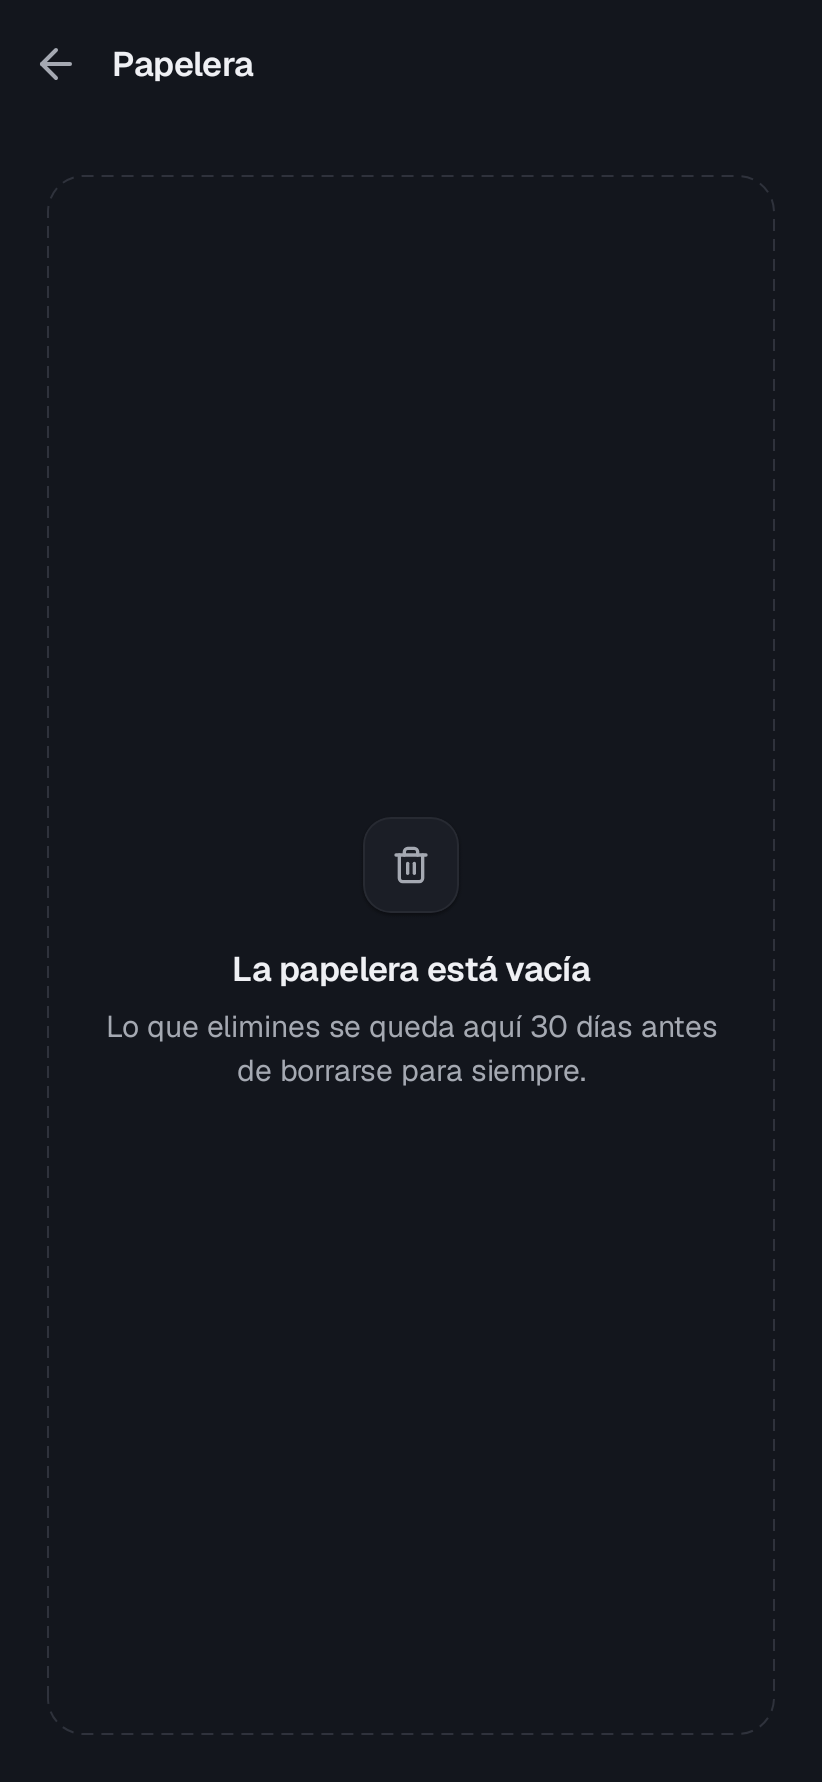 Papelera
La papelera está vacía
Lo que elimines se queda aquí 30 días antes
de borrarse para siempre.